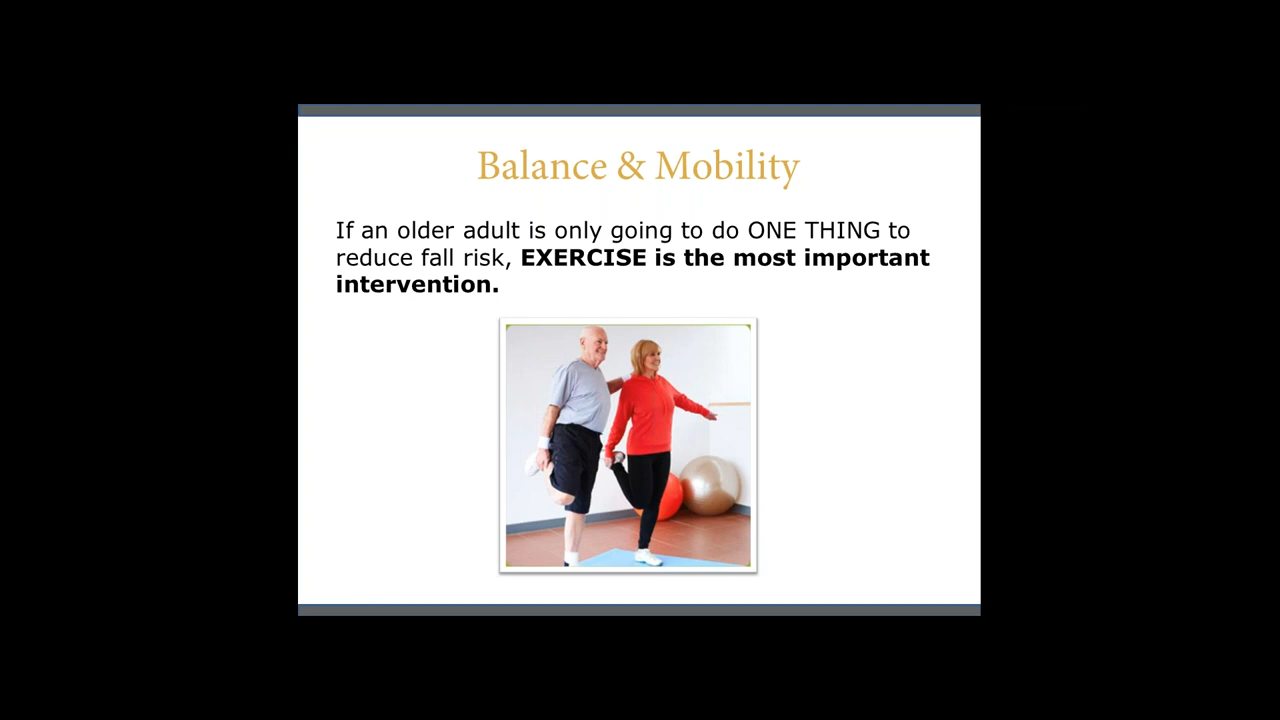 Balance & Mobility
If an older adult is only going to do ONE THING to
reduce fall risk, EXERCISE is the most important
intervention.